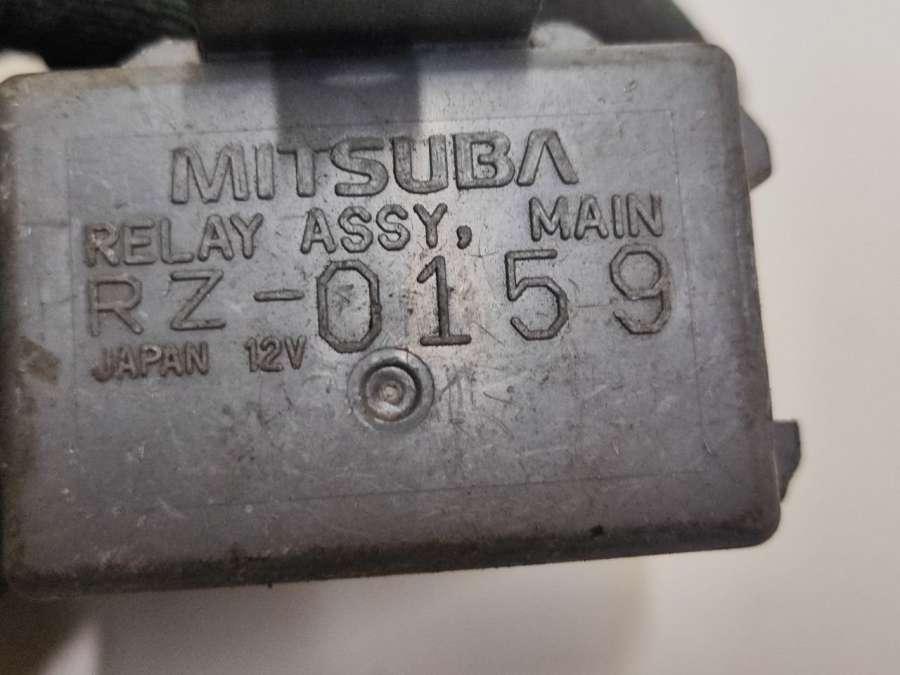 MITSUBA
RELAY ASSY, MAIN
RZ-0159
JAPAN 12V